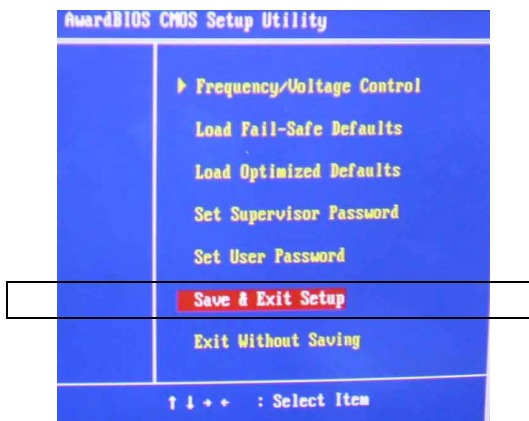 AwardBIOS CMOS Setup Utility
Frequency/Voltage Control
Load Fail-Safe Defaults
Load Optimized Defaults
Set Supervisor Password
Set User Password
Save & Exit Setup
Exit Without Saving
↑ ↓ → ← : Select Item